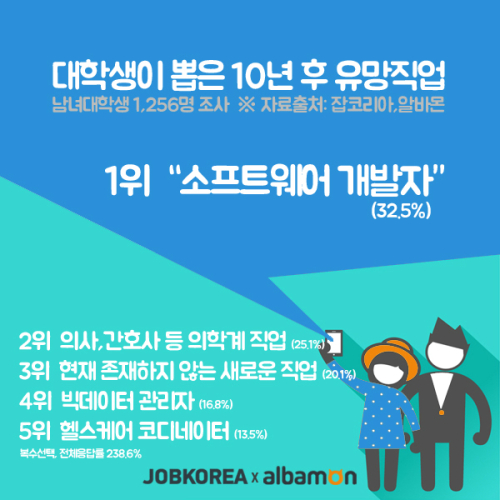 대학생이 뽑은 10년 후 유망직업
남녀대학생 1,256명 조사 ※ 자료출처: 잡코리아,알바몬
1위 “소프트웨어 개발자”
(32.5%)
2위 의사,간호사 등 의학계 직업 (25.1%)
3위 현재 존재하지 않는 새로운 직업 (20.1%)
4위 빅데이터 관리자 (16.8%)
5위 헬스케어 코디네이터 (13.5%)
복수선택, 전체응답률 238.6%
JOBKOREA x albamon